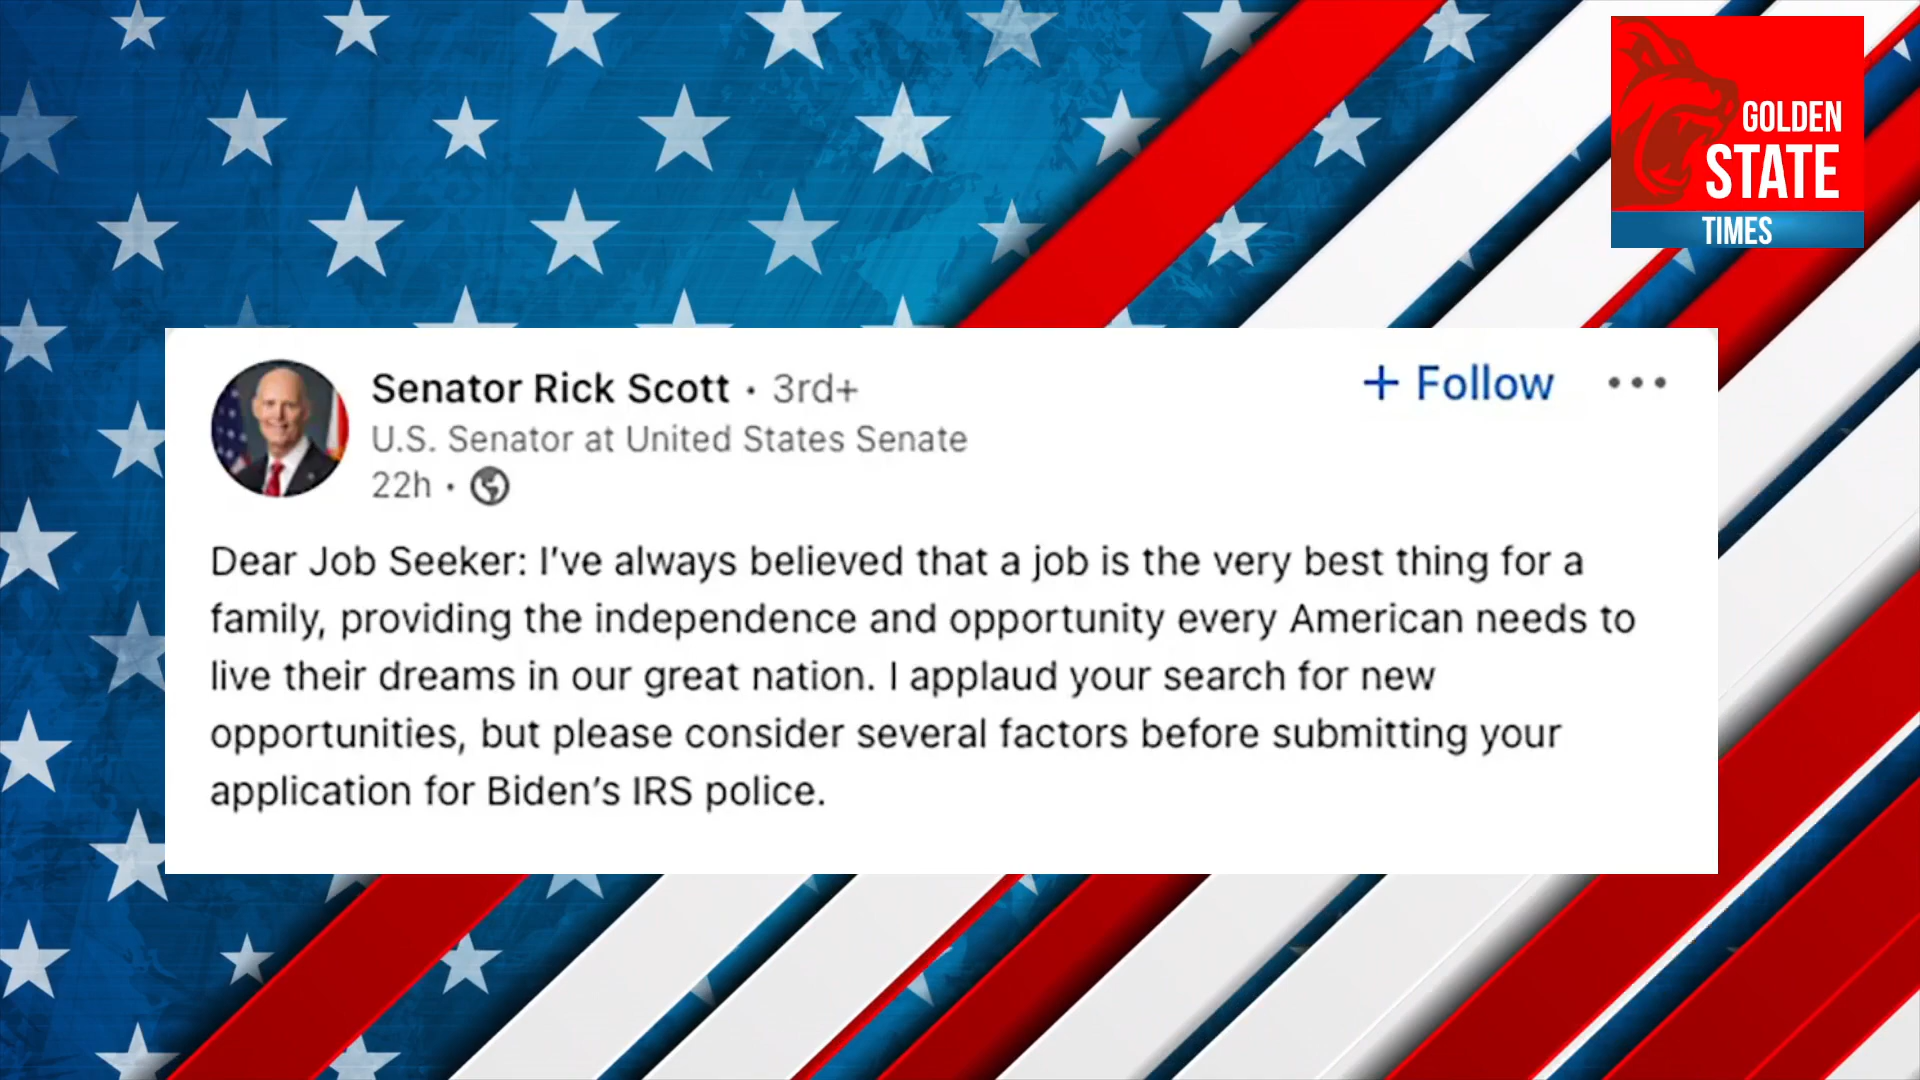 GOLDEN
STATE
TIMES
Senator Rick Scott • 3rd+
+ Follow •••
U.S. Senator at United States Senate
22h •
Dear Job Seeker: I’ve always believed that a job is the very best thing for a
family, providing the independence and opportunity every American needs to
live their dreams in our great nation. I applaud your search for new
opportunities, but please consider several factors before submitting your
application for Biden’s IRS police.